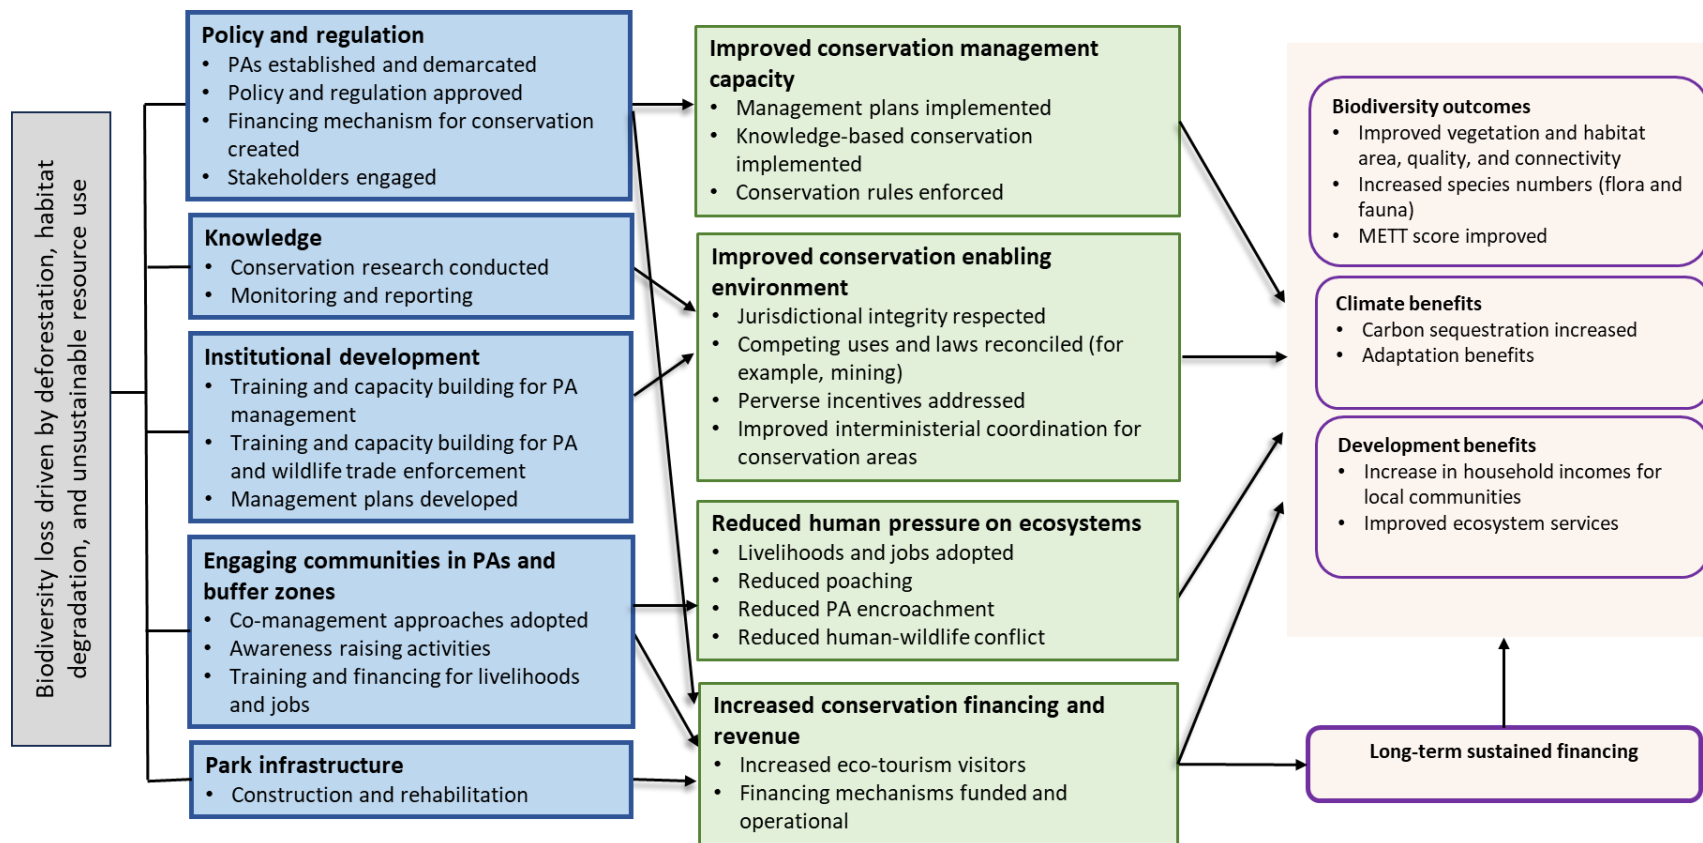 Biodiversity loss driven by deforestation, habitat
degradation, and unsustainable resource use
Policy and regulation
• PAs established and demarcated
• Policy and regulation approved
• Financing mechanism for conservation
created
• Stakeholders engaged
Knowledge
• Conservation research conducted
• Monitoring and reporting
Institutional development
• Training and capacity building for PA
management
• Training and capacity building for PA
and wildlife trade enforcement
• Management plans developed
Engaging communities in PAs and
buffer zones
• Co-management approaches adopted
• Awareness raising activities
• Training and financing for livelihoods
and jobs
Park infrastructure
• Construction and rehabilitation
Improved conservation management
capacity
• Management plans implemented
• Knowledge-based conservation
implemented
• Conservation rules enforced
Improved conservation enabling
environment
• Jurisdictional integrity respected
• Competing uses and laws reconciled (for
example, mining)
• Perverse incentives addressed
• Improved interministerial coordination for
conservation areas
Reduced human pressure on ecosystems
• Livelihoods and jobs adopted
• Reduced poaching
• Reduced PA encroachment
• Reduced human-wildlife conflict
Increased conservation financing and
revenue
• Increased eco-tourism visitors
• Financing mechanisms funded and
operational
Biodiversity outcomes
• Improved vegetation and habitat
area, quality, and connectivity
• Increased species numbers (flora and
fauna)
• METT score improved
Climate benefits
• Carbon sequestration increased
• Adaptation benefits
Development benefits
• Increase in household incomes for
local communities
• Improved ecosystem services
Long-term sustained financing